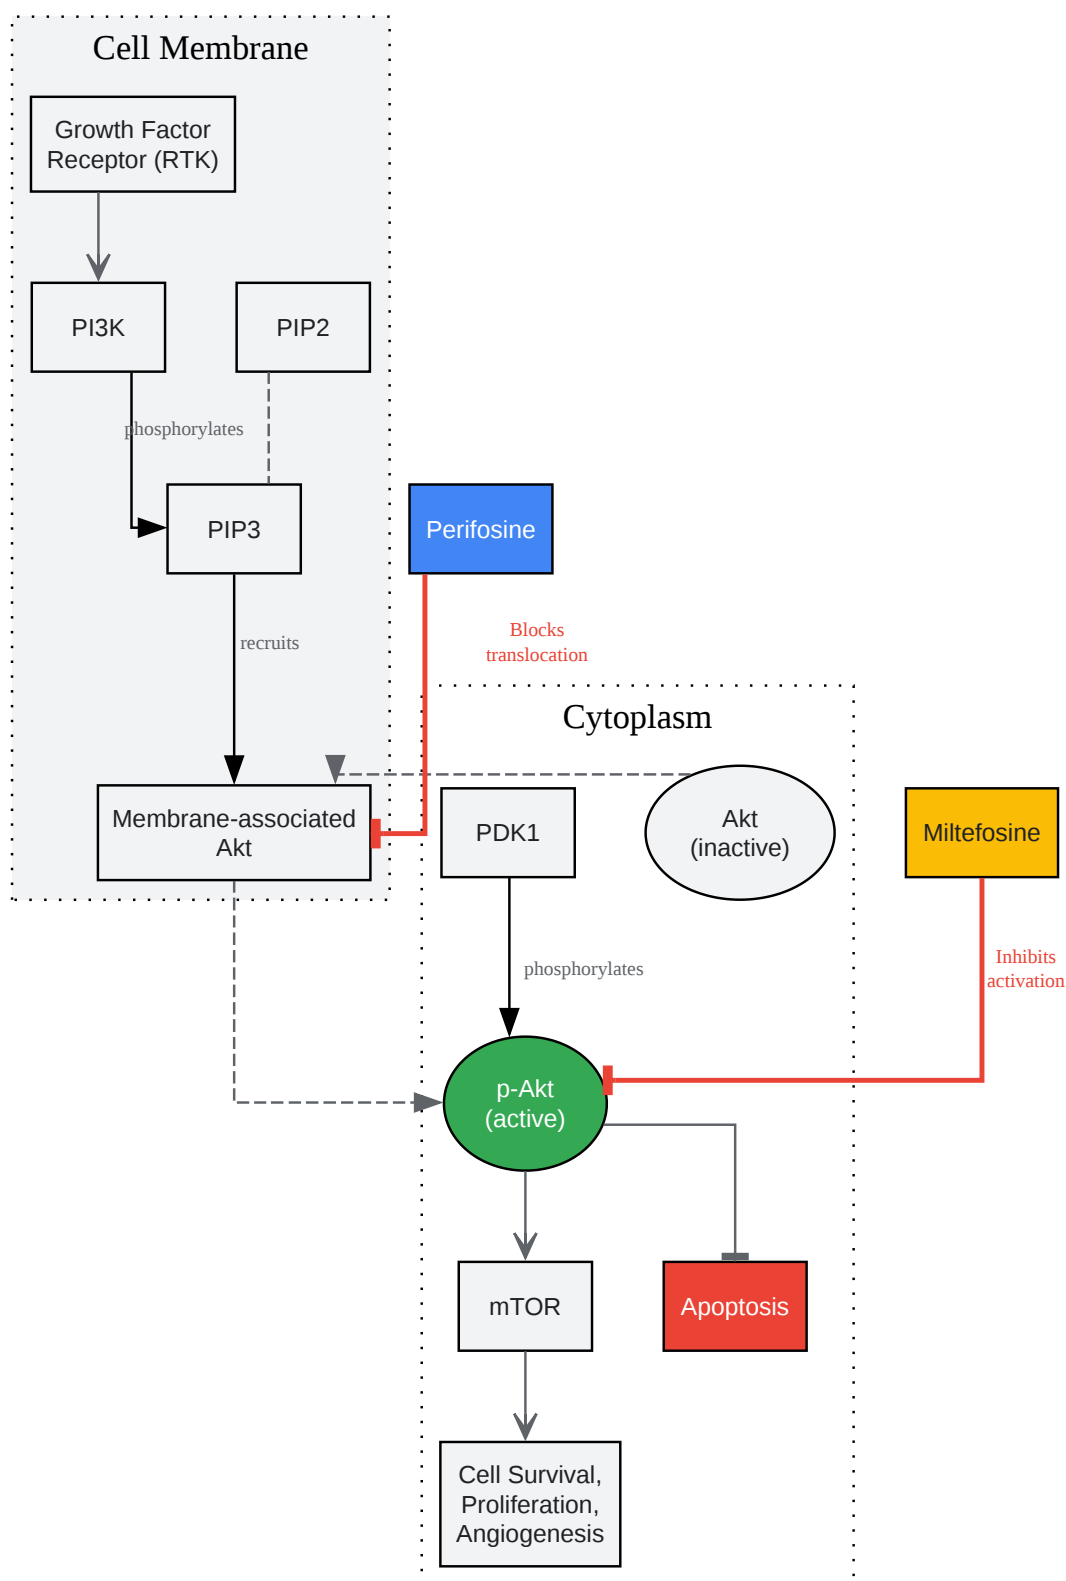 Cell Membrane
Growth Factor
Receptor (RTK)
PI3K
PIP2
phosphorylates
PIP3
Perifosine
recruits
Blocks
translocation
Cytoplasm
Membrane-associated
Akt
PDK1
Akt
(inactive)
Miltefosine
phosphorylates
Inhibits
activation
p-Akt
(active)
mTOR
Apoptosis
Cell Survival,
Proliferation,
Angiogenesis